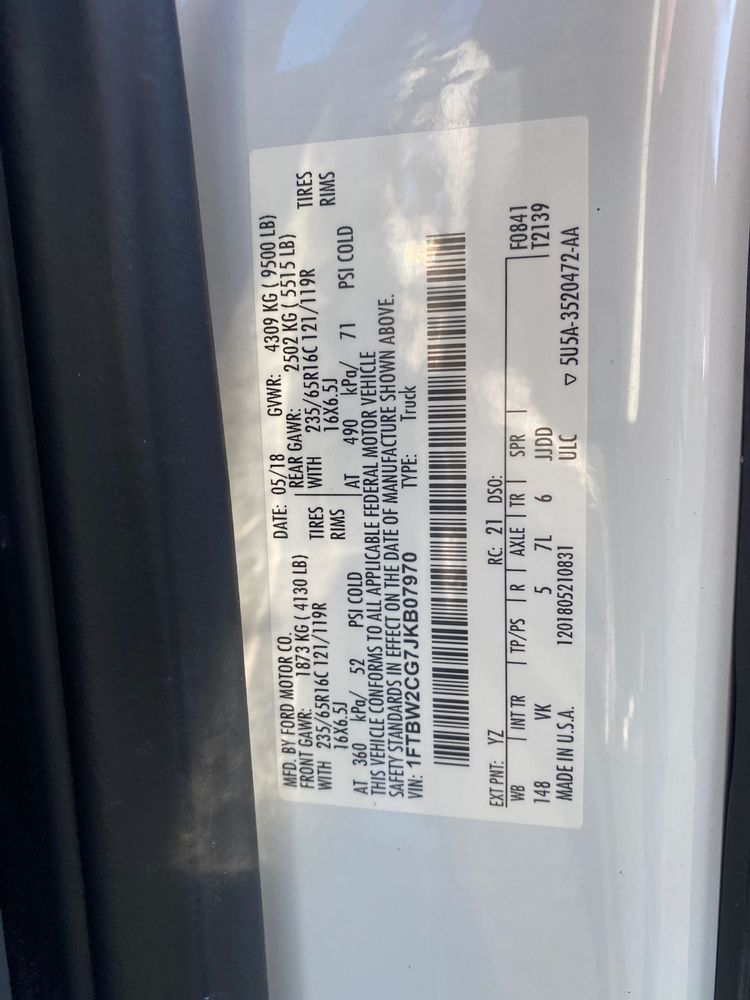 MFD. BY FORD MOTOR CO. DATE: 05/18 GVWR: 4309 KG ( 9500 LB)
FRONT GAWR: 1873 KG ( 4130 LB) REAR GAWR: 2502 KG ( 5515 LB)
WITH 235/65R16C 121/119R TIRES WITH 235/65R16C 121/119R TIRES
16X6.5J RIMS 16X6.5J RIMS
AT 360 kPa/ 52 PSI COLD AT 490 kPa/ 71 PSI COLD
THIS VEHICLE CONFORMS TO ALL APPLICABLE FEDERAL MOTOR VEHICLE
SAFETY STANDARDS IN EFFECT ON THE DATE OF MANUFACTURE SHOWN ABOVE.
VIN: 1FTBW2CG7JKB07970 TYPE: Truck
EXT PNT: YZ RC: 21 DSO:
WB INT TR TP/PS R AXLE TR SPR F0841
148 VK 5 7L 6 JJDD T2139
MADE IN U.S.A. 1201805210831 ULC ▽ 5U5A-3520472-AA